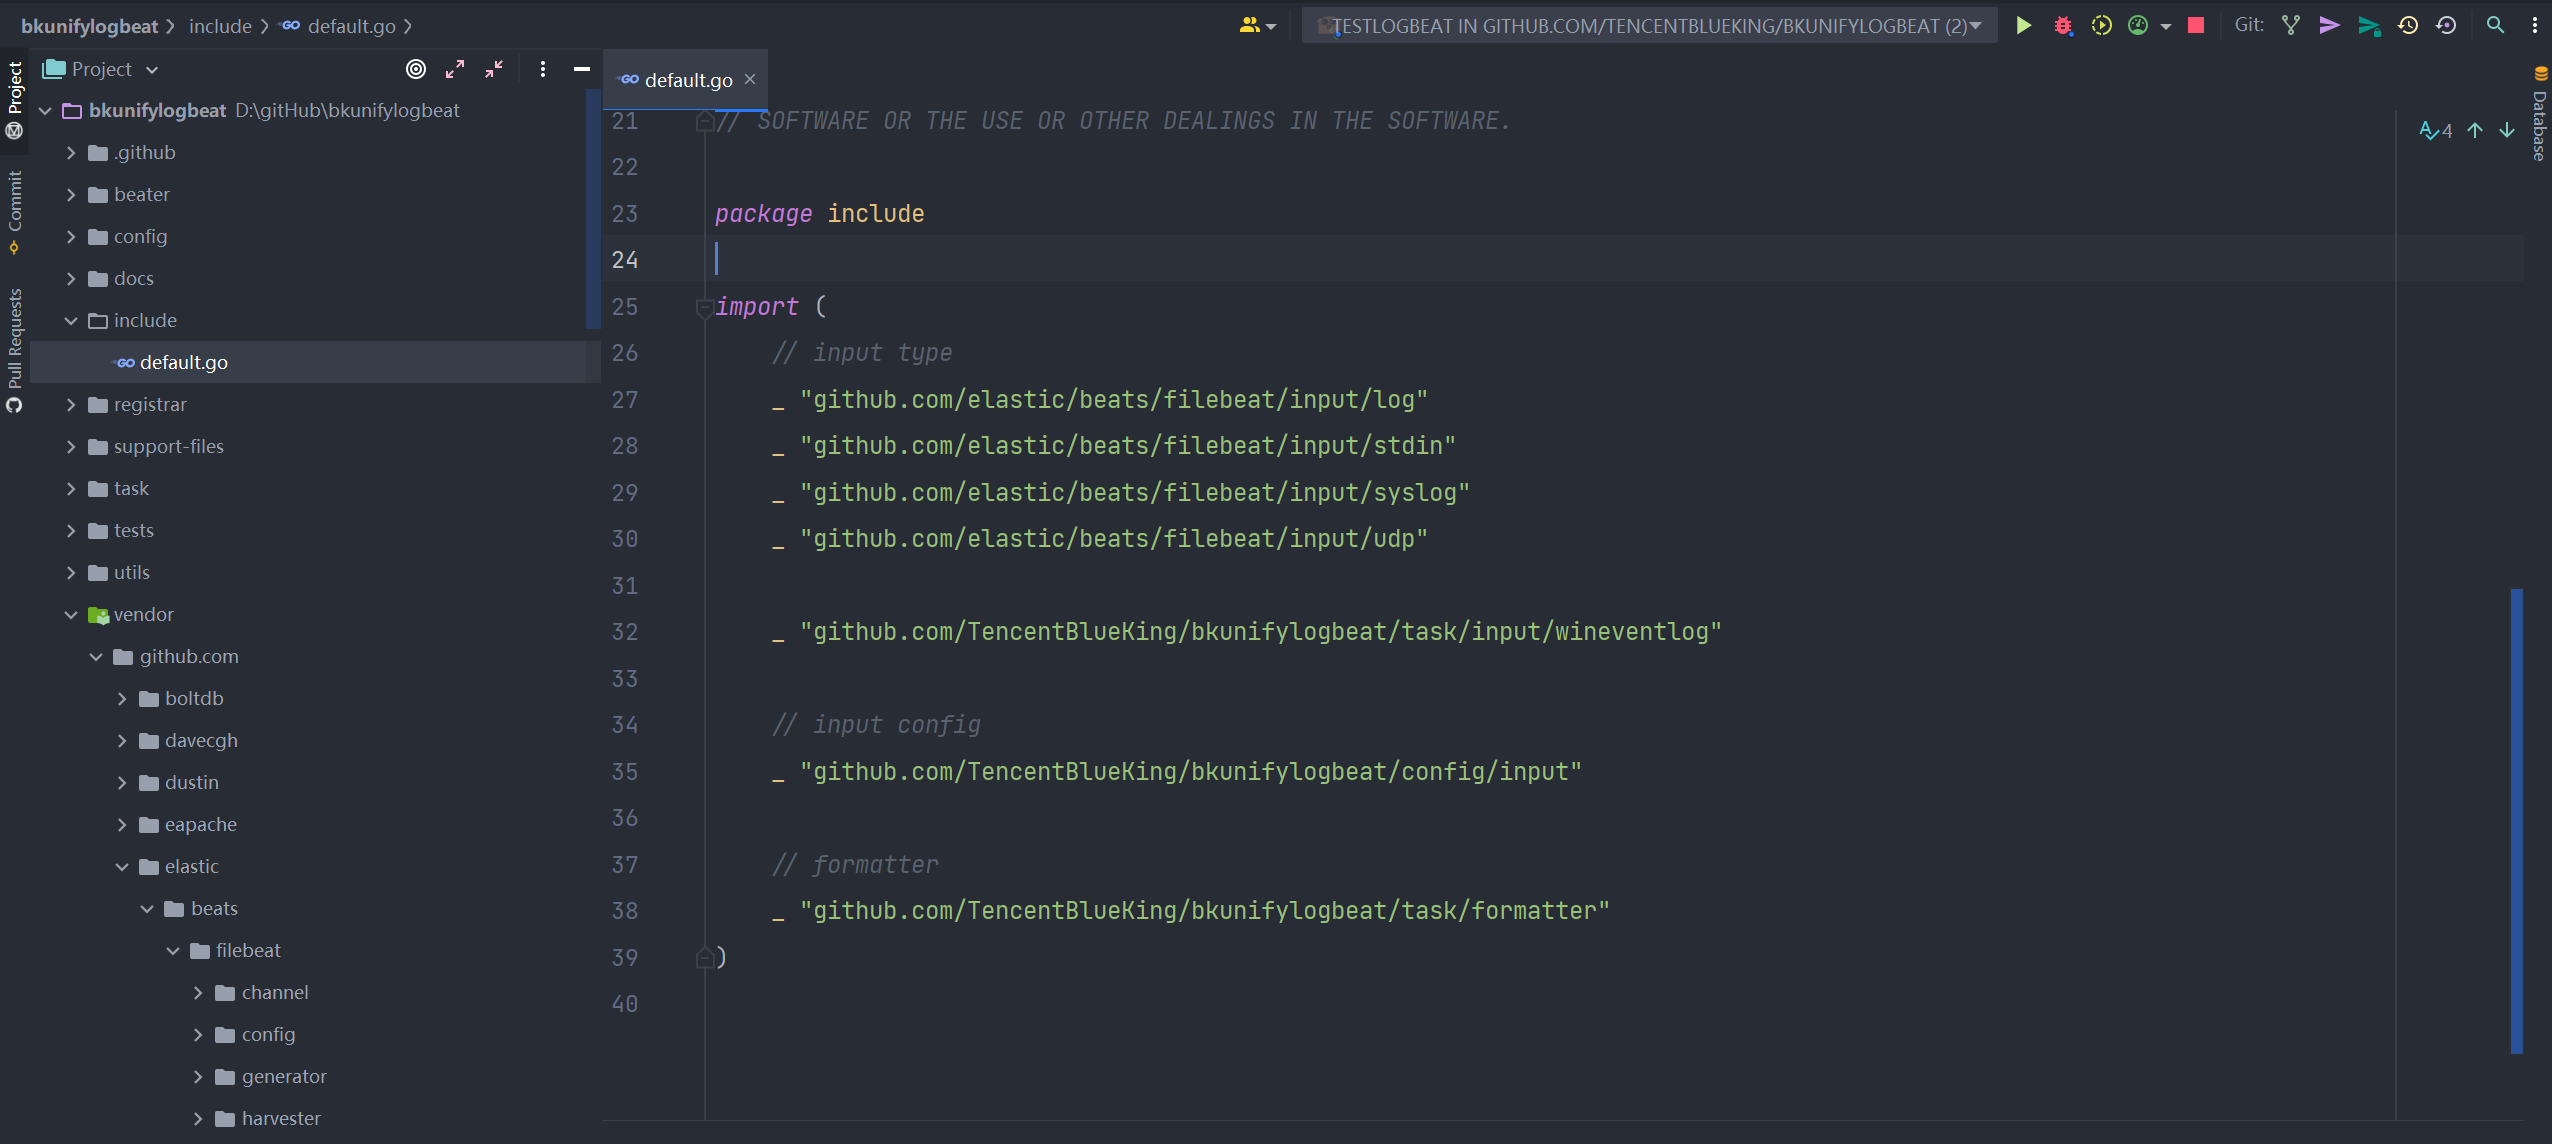 bkunifylogbeat include default.go
TESTLOGBEAT IN GITHUB.COM/TENCENTBLUEKING/BKUNIFYLOGBEAT (2)
Git:
Project
Commit
Pull Requests
Project
bkunifylogbeat D:\gitHub\bkunifylogbeat
.github
beater
config
docs
include
default.go
registrar
support-files
task
tests
utils
vendor
github.com
boltdb
davecgh
dustin
eapache
elastic
beats
filebeat
channel
config
generator
harvester
default.go
21 // SOFTWARE OR THE USE OR OTHER DEALINGS IN THE SOFTWARE.
22
23 package include
24
25 import (
26 // input type
27 _ "github.com/elastic/beats/filebeat/input/log"
28 _ "github.com/elastic/beats/filebeat/input/stdin"
29 _ "github.com/elastic/beats/filebeat/input/syslog"
30 _ "github.com/elastic/beats/filebeat/input/udp"
31
32 _ "github.com/TencentBlueKing/bkunifylogbeat/task/input/wineventlog"
33
34 // input config
35 _ "github.com/TencentBlueKing/bkunifylogbeat/config/input"
36
37 // formatter
38 _ "github.com/TencentBlueKing/bkunifylogbeat/task/formatter"
39 )
40
4
Database